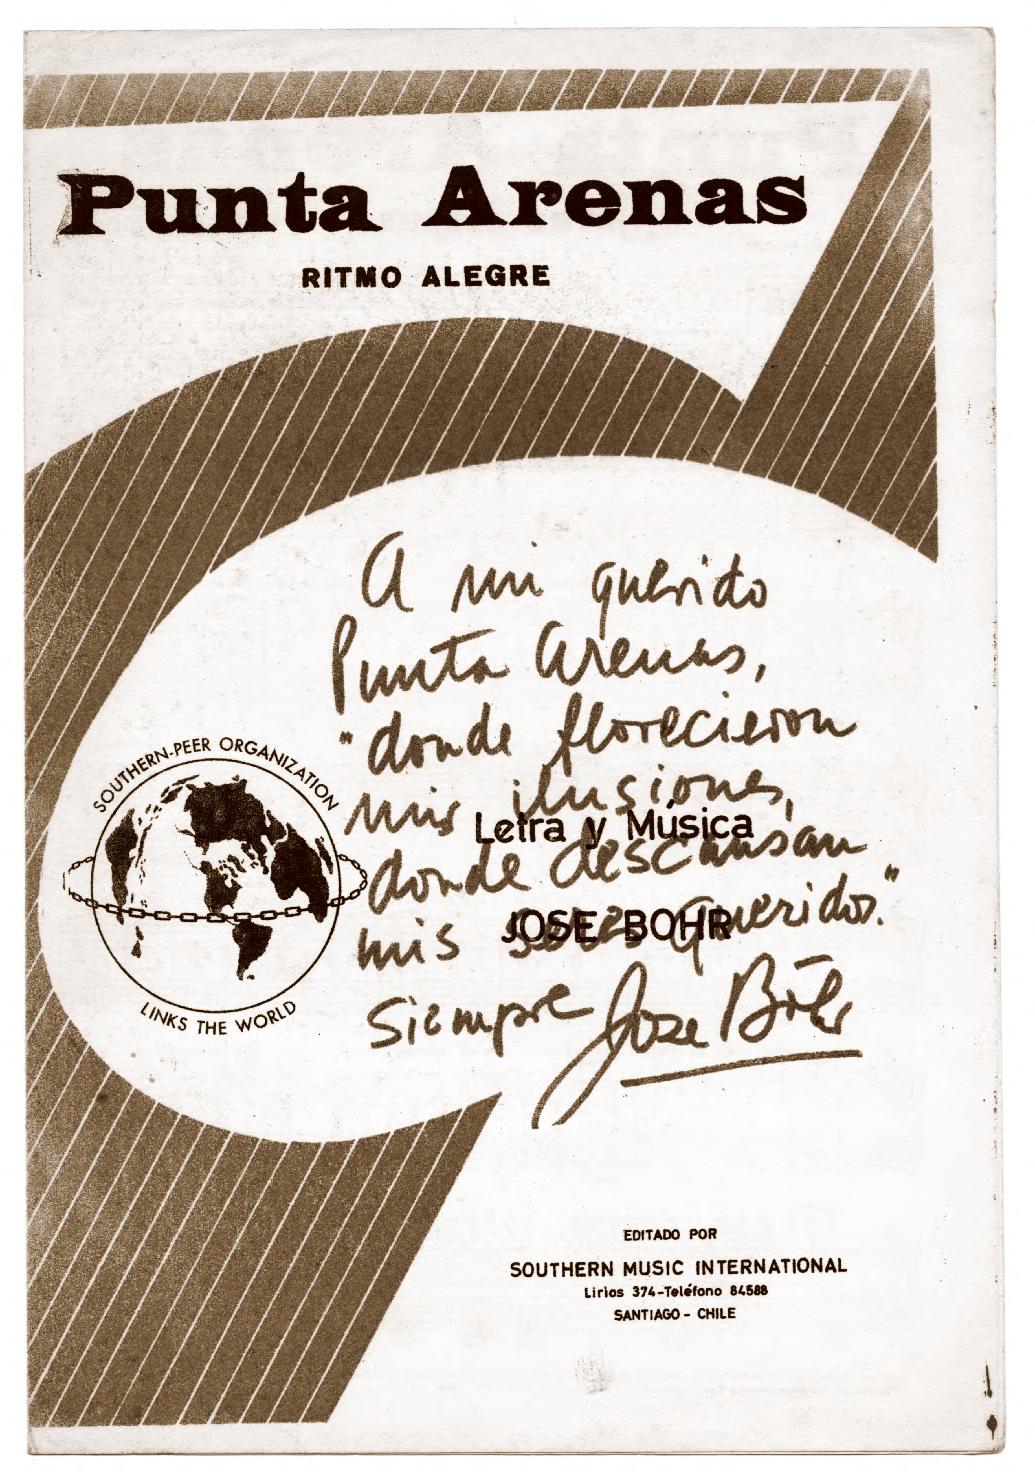 Punta Arenas
RITMO ALEGRE
A mi querido
Punta Arenas,
"donde florecieron
mis ilusiones,
Letra y Música
donde descansan
JOSE BOHR
mis seres queridos."
Siempre Jose Böhr
SOUTHERN-PEER ORGANIZATION
LINKS THE WORLD
EDITADO POR
SOUTHERN MUSIC INTERNATIONAL
Lirios 374-Teléfono 84588
SANTIAGO - CHILE